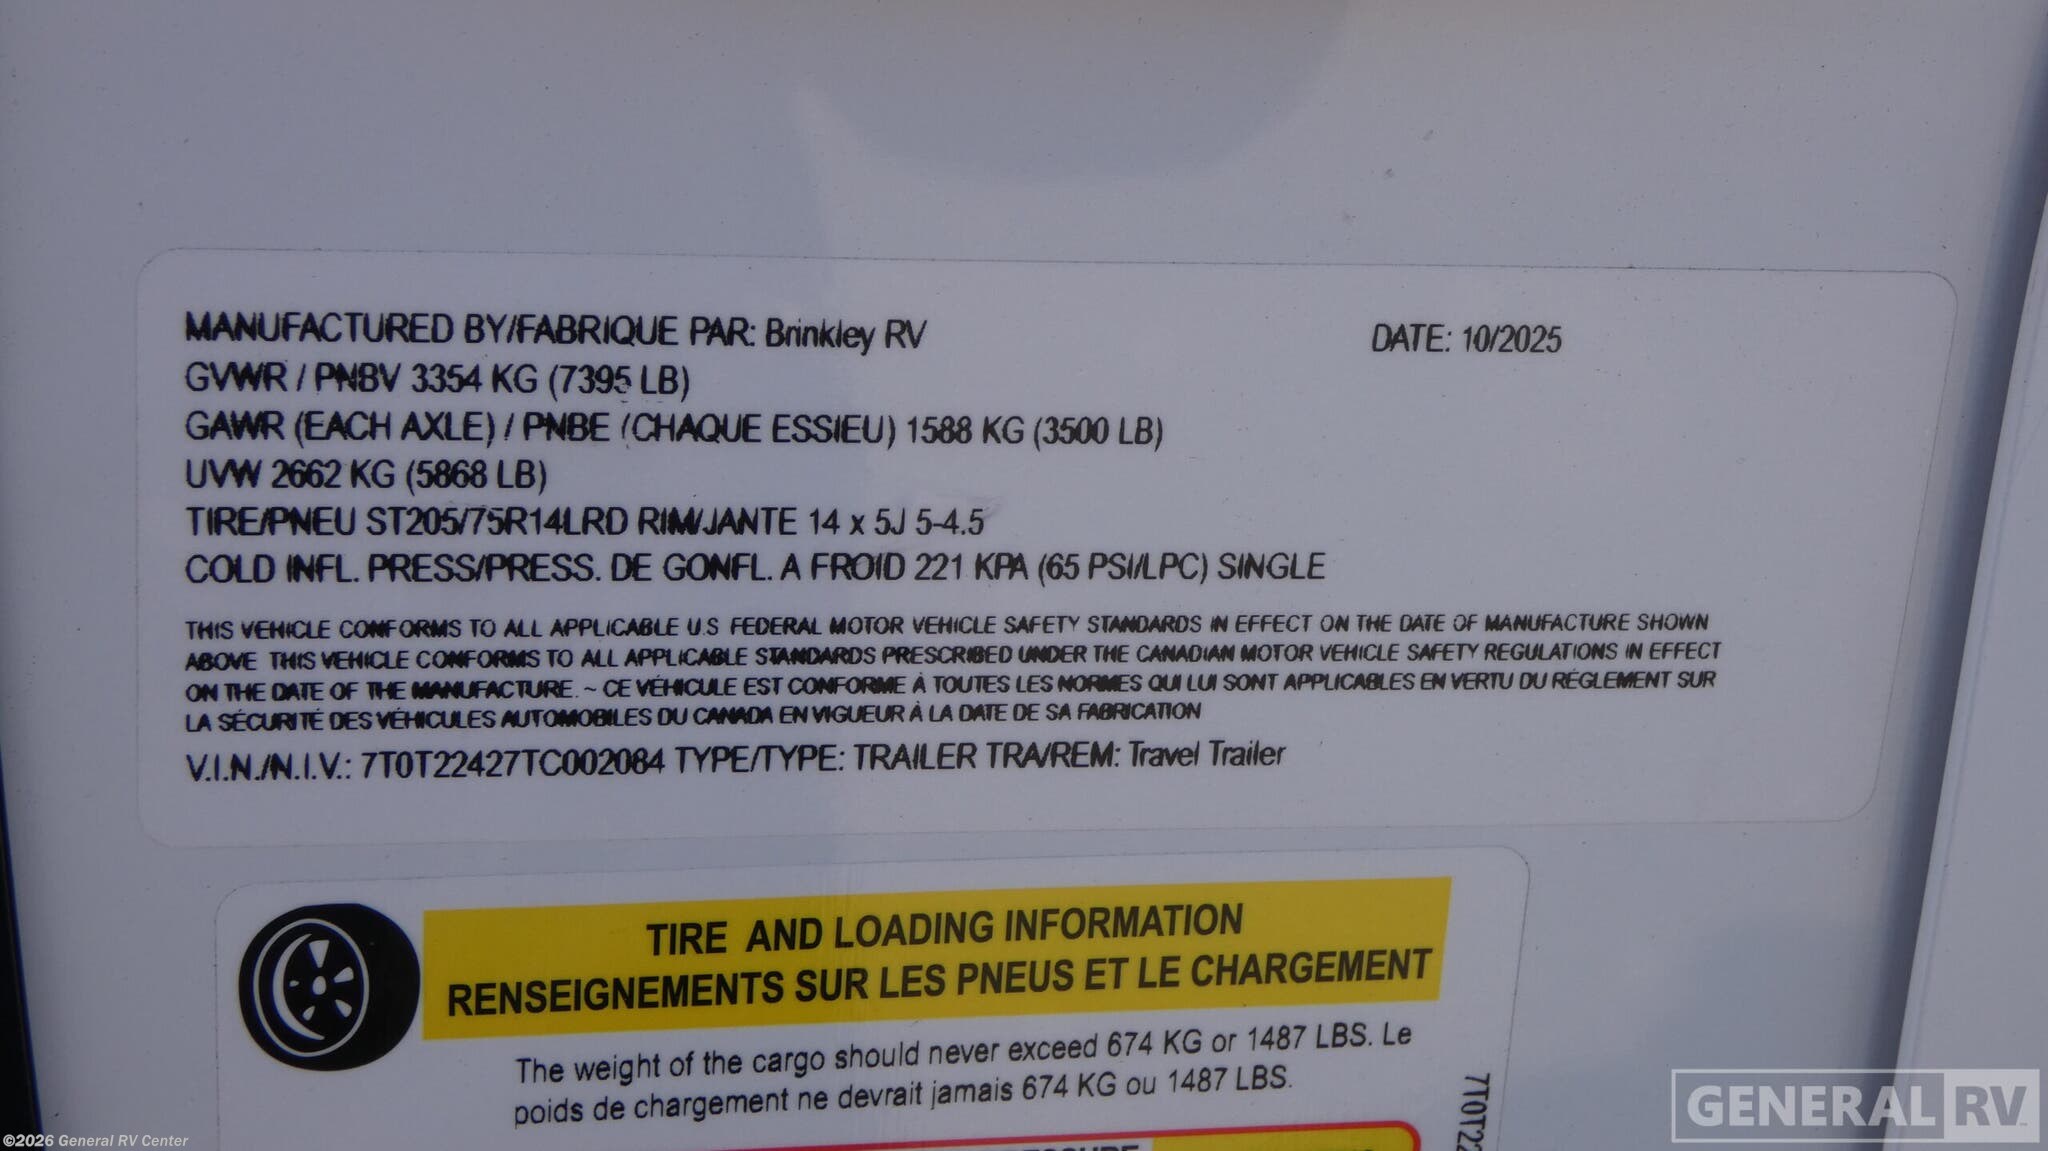 MANUFACTURED BY/FABRIQUE PAR: Brinkley RV DATE: 10/2025
GVWR / PNBV 3354 KG (7395 LB)
GAWR (EACH AXLE) / PNBE (CHAQUE ESSIEU) 1588 KG (3500 LB)
UVW 2662 KG (5868 LB)
TIRE/PNEU ST205/75R14LRD RIM/JANTE 14 x 5J 5-4.5
COLD INFL. PRESS/PRESS. DE GONFL. A FROID 221 KPA (65 PSI/LPC) SINGLE
THIS VEHICLE CONFORMS TO ALL APPLICABLE U.S FEDERAL MOTOR VEHICLE SAFETY STANDARDS IN EFFECT ON THE DATE OF MANUFACTURE SHOWN
ABOVE THIS VEHICLE CONFORMS TO ALL APPLICABLE STANDARDS PRESCRIBED UNDER THE CANADIAN MOTOR VEHICLE SAFETY REGULATIONS IN EFFECT
ON THE DATE OF THE MANUFACTURE. ~ CE VÉHICULE EST CONFORME À TOUTES LES NORMES QUI LUI SONT APPLICABLES EN VERTU DU RÉGLEMENT SUR
LA SÉCURITÉ DES VÉHICULES AUTOMOBILES DU CANADA EN VIGUEUR À LA DATE DE SA FABRICATION
V.I.N./N.I.V.: 7T0T22427TC002084 TYPE/TYPE: TRAILER TRA/REM: Travel Trailer
TIRE AND LOADING INFORMATION
RENSEIGNEMENTS SUR LES PNEUS ET LE CHARGEMENT
The weight of the cargo should never exceed 674 KG or 1487 LBS. Le
poids de chargement ne devrait jamais 674 KG ou 1487 LBS.
7T0T22
GENERAL RV
©2026 General RV Center